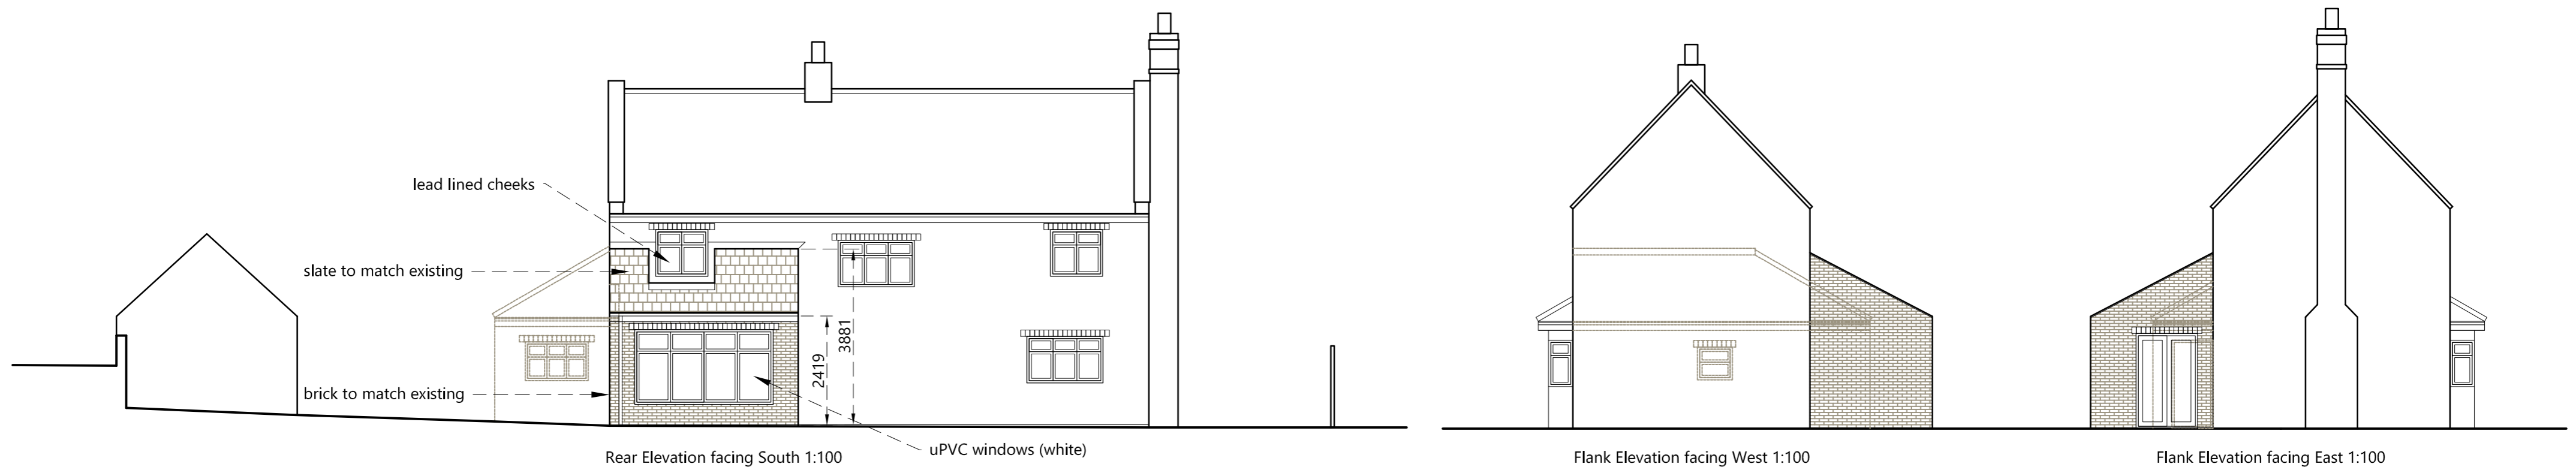 lead lined cheeks
slate to match existing
3881
2419
brick to match existing
uPVC windows (white)
Rear Elevation facing South 1:100
Flank Elevation facing West 1:100
Flank Elevation facing East 1:100